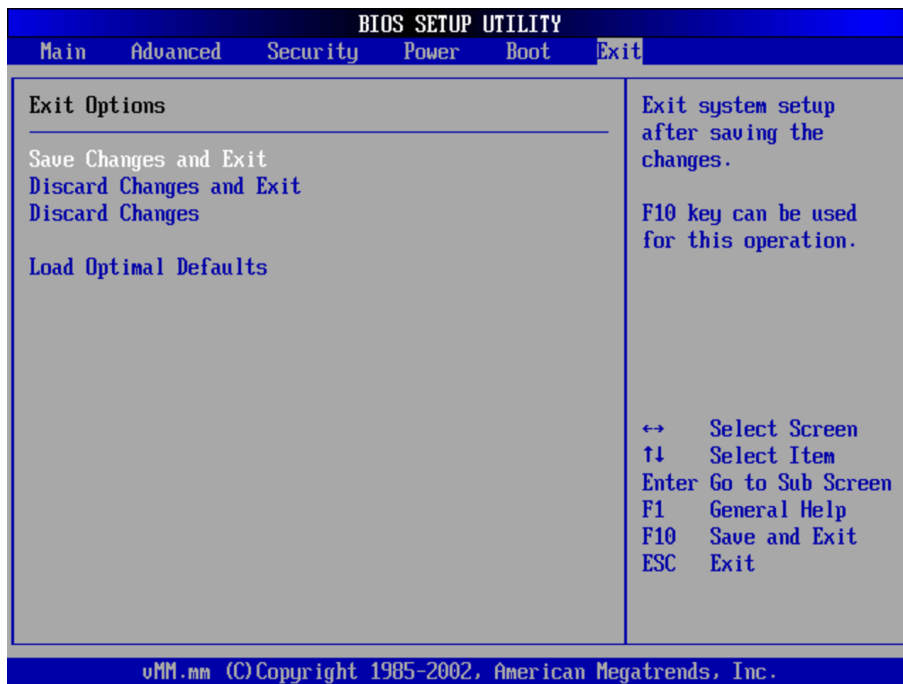 BIOS SETUP UTILITY
Main Advanced Security Power Boot Exit
Exit Options
Save Changes and Exit
Discard Changes and Exit
Discard Changes
Load Optimal Defaults
Exit system setup
after saving the
changes.
F10 key can be used
for this operation.
↔ Select Screen
↑↓ Select Item
Enter Go to Sub Screen
F1 General Help
F10 Save and Exit
ESC Exit
vMM.mm (C)Copyright 1985-2002, American Megatrends, Inc.